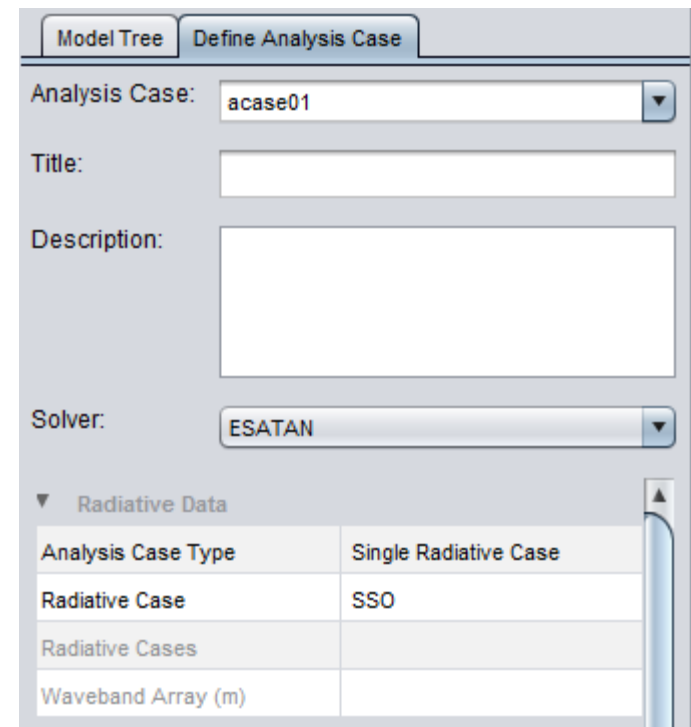 Model Tree Define Analysis Case
Analysis Case: acase01
Title:
Description:
Solver: ESATAN
Radiative Data
Analysis Case Type Single Radiative Case
Radiative Case SSO
Radiative Cases
Waveband Array (m)